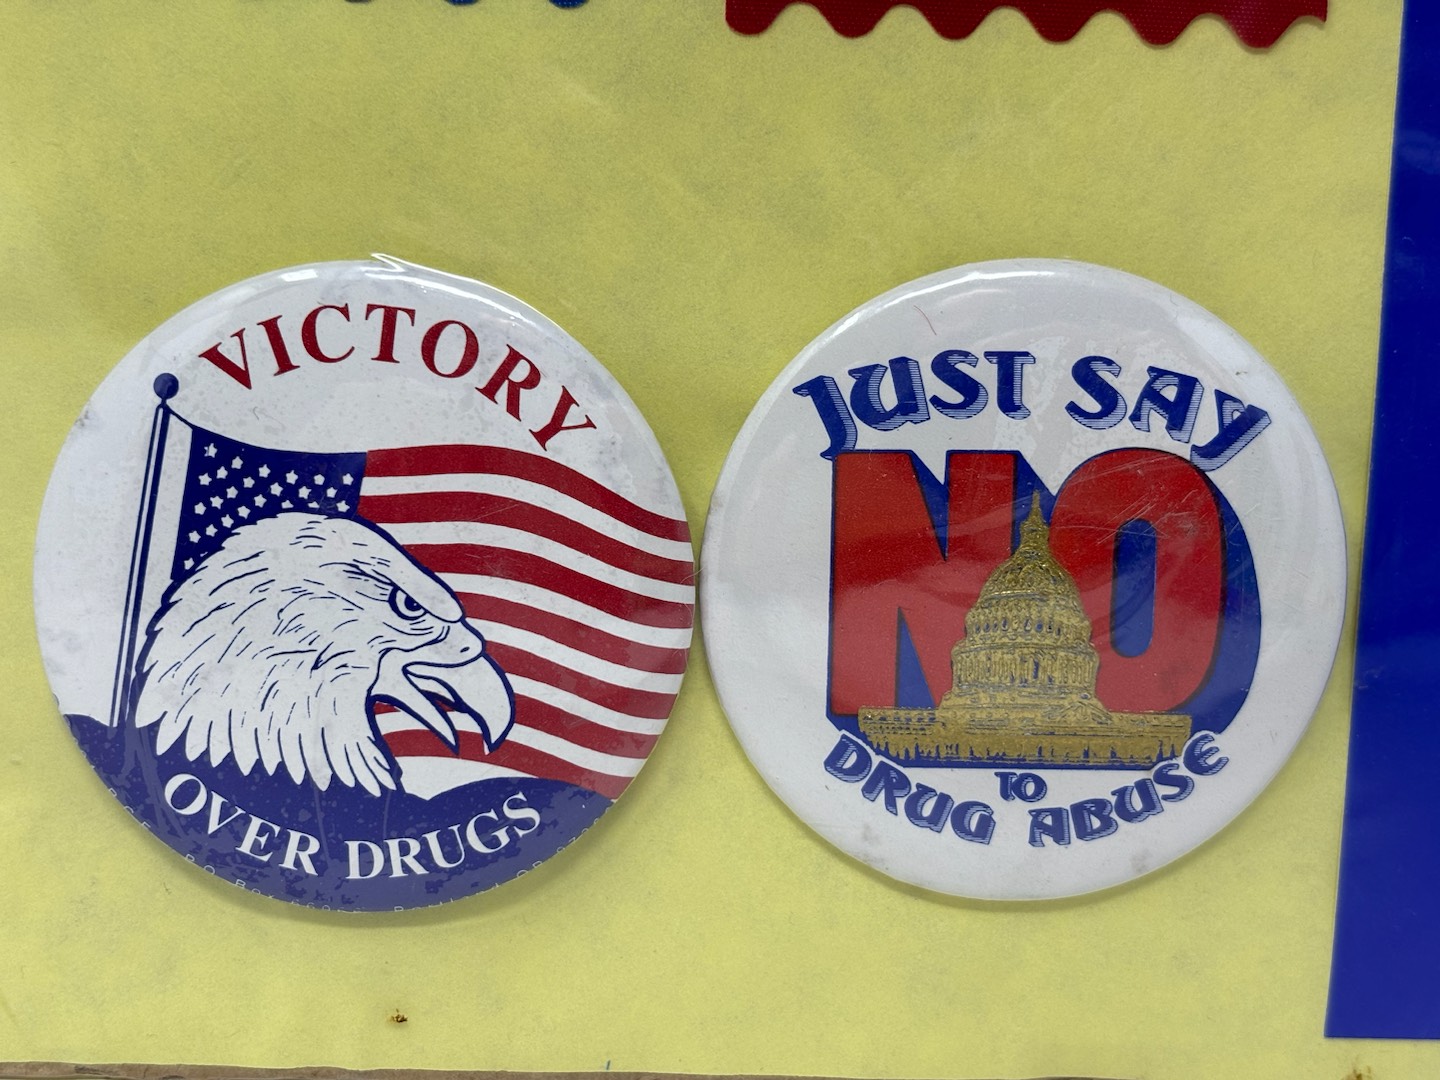 VICTORY
OVER DRUGS
JUST SAY
NO
TO
DRUG ABUSE